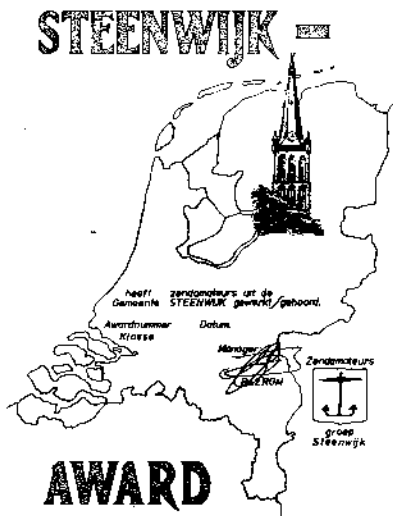 STEENWIJK -
heeft zendamateurs uit de
Gemeente STEENWIJK gewerkt/gehoord.
Awardnummer Datum
Klasse
Manager
Zendamateurs
groep
Steenwijk
AWARD